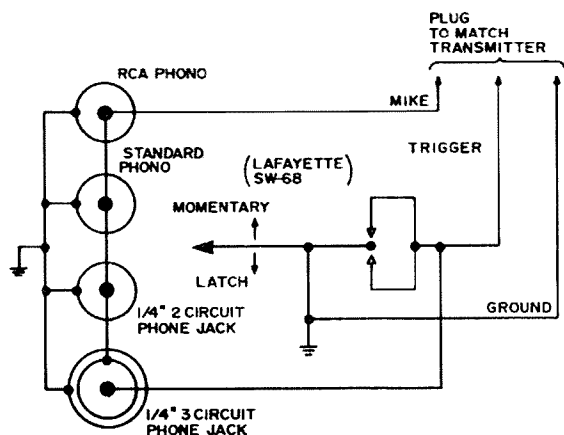 PLUG
TO MATCH
TRANSMITTER
RCA PHONO
MIKE
STANDARD
PHONO
TRIGGER
(LAFAYETTE
SW-68)
MOMENTARY
LATCH
1/4" 2 CIRCUIT
PHONE JACK
GROUND
1/4" 3 CIRCUIT
PHONE JACK